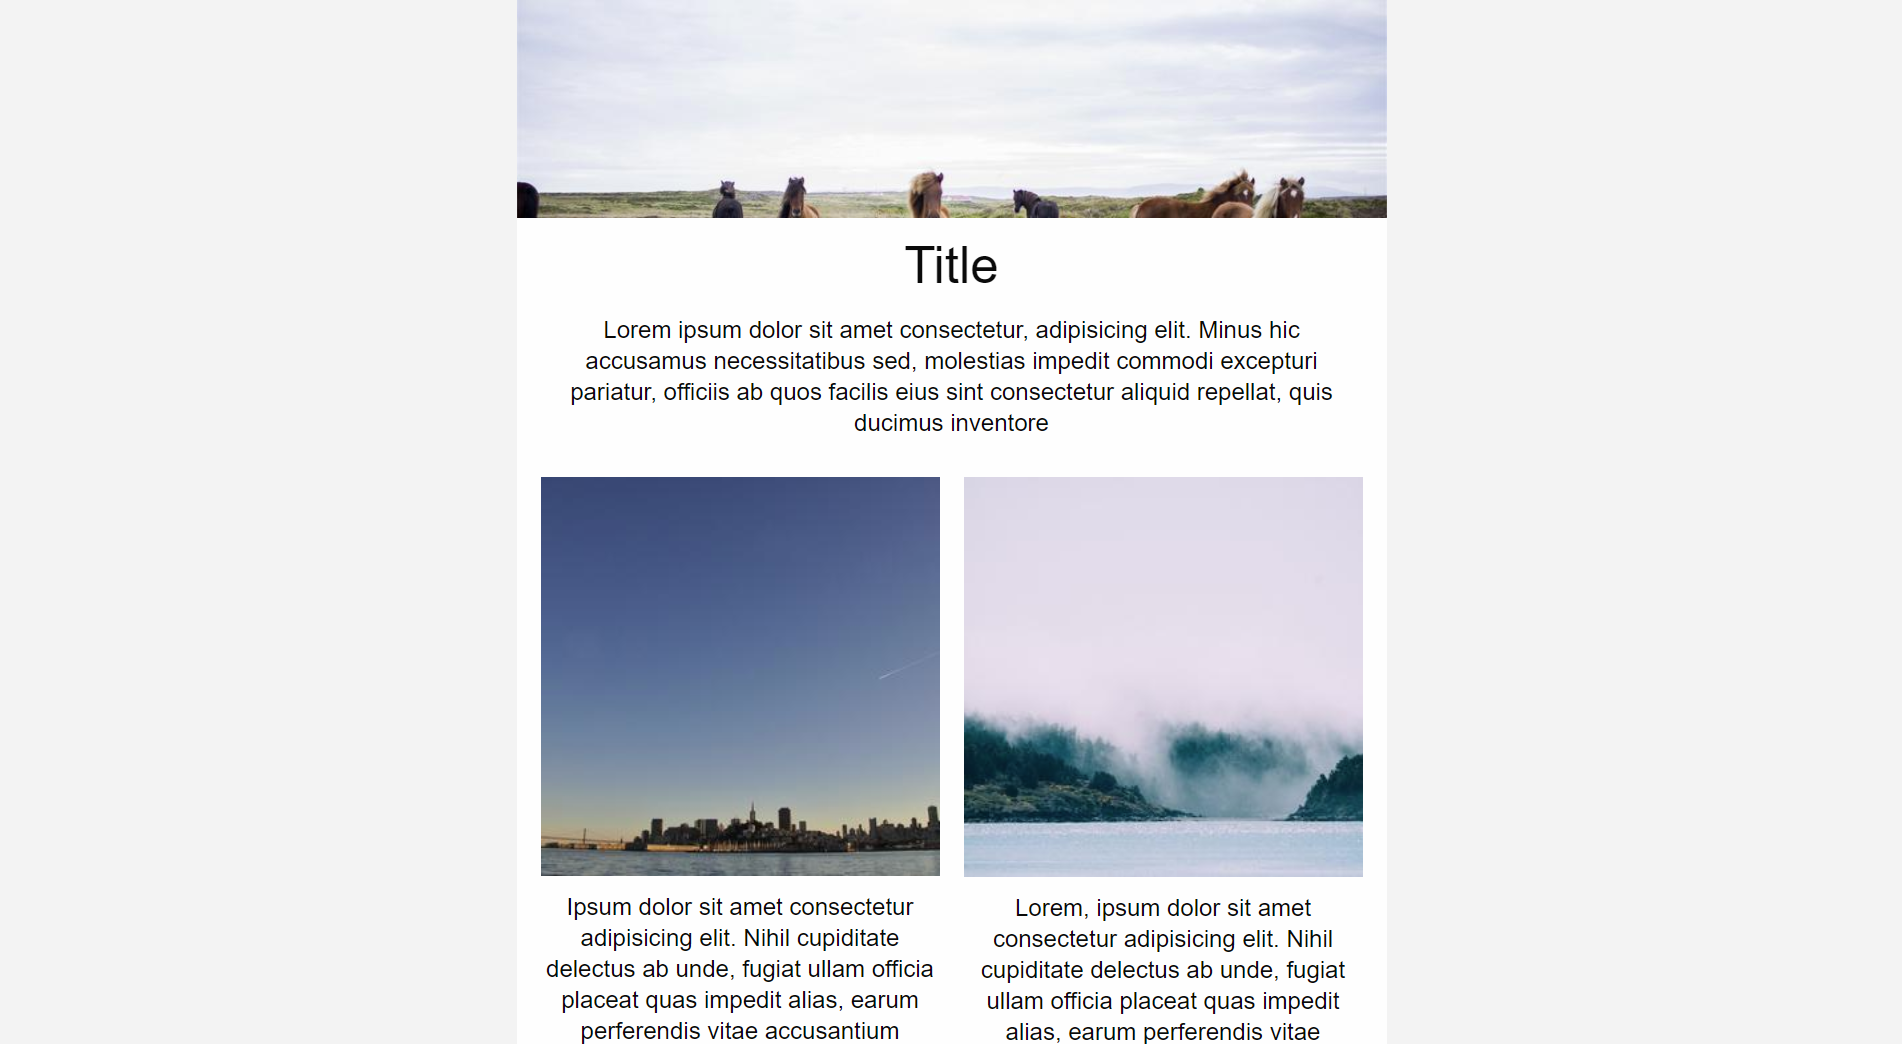 Title
Lorem ipsum dolor sit amet consectetur, adipisicing elit. Minus hic
accusamus necessitatibus sed, molestias impedit commodi excepturi
pariatur, officiis ab quos facilis eius sint consectetur aliquid repellat, quis
ducimus inventore
Ipsum dolor sit amet consectetur
adipisicing elit. Nihil cupiditate
delectus ab unde, fugiat ullam officia
placeat quas impedit alias, earum
perferendis vitae accusantium
Lorem, ipsum dolor sit amet
consectetur adipisicing elit. Nihil
cupiditate delectus ab unde, fugiat
ullam officia placeat quas impedit
alias, earum perferendis vitae